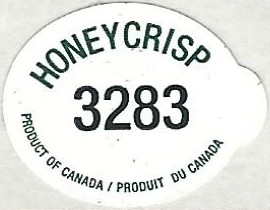 HONEYCRISP
3283
PRODUCT OF CANADA / PRODUIT DU CANADA